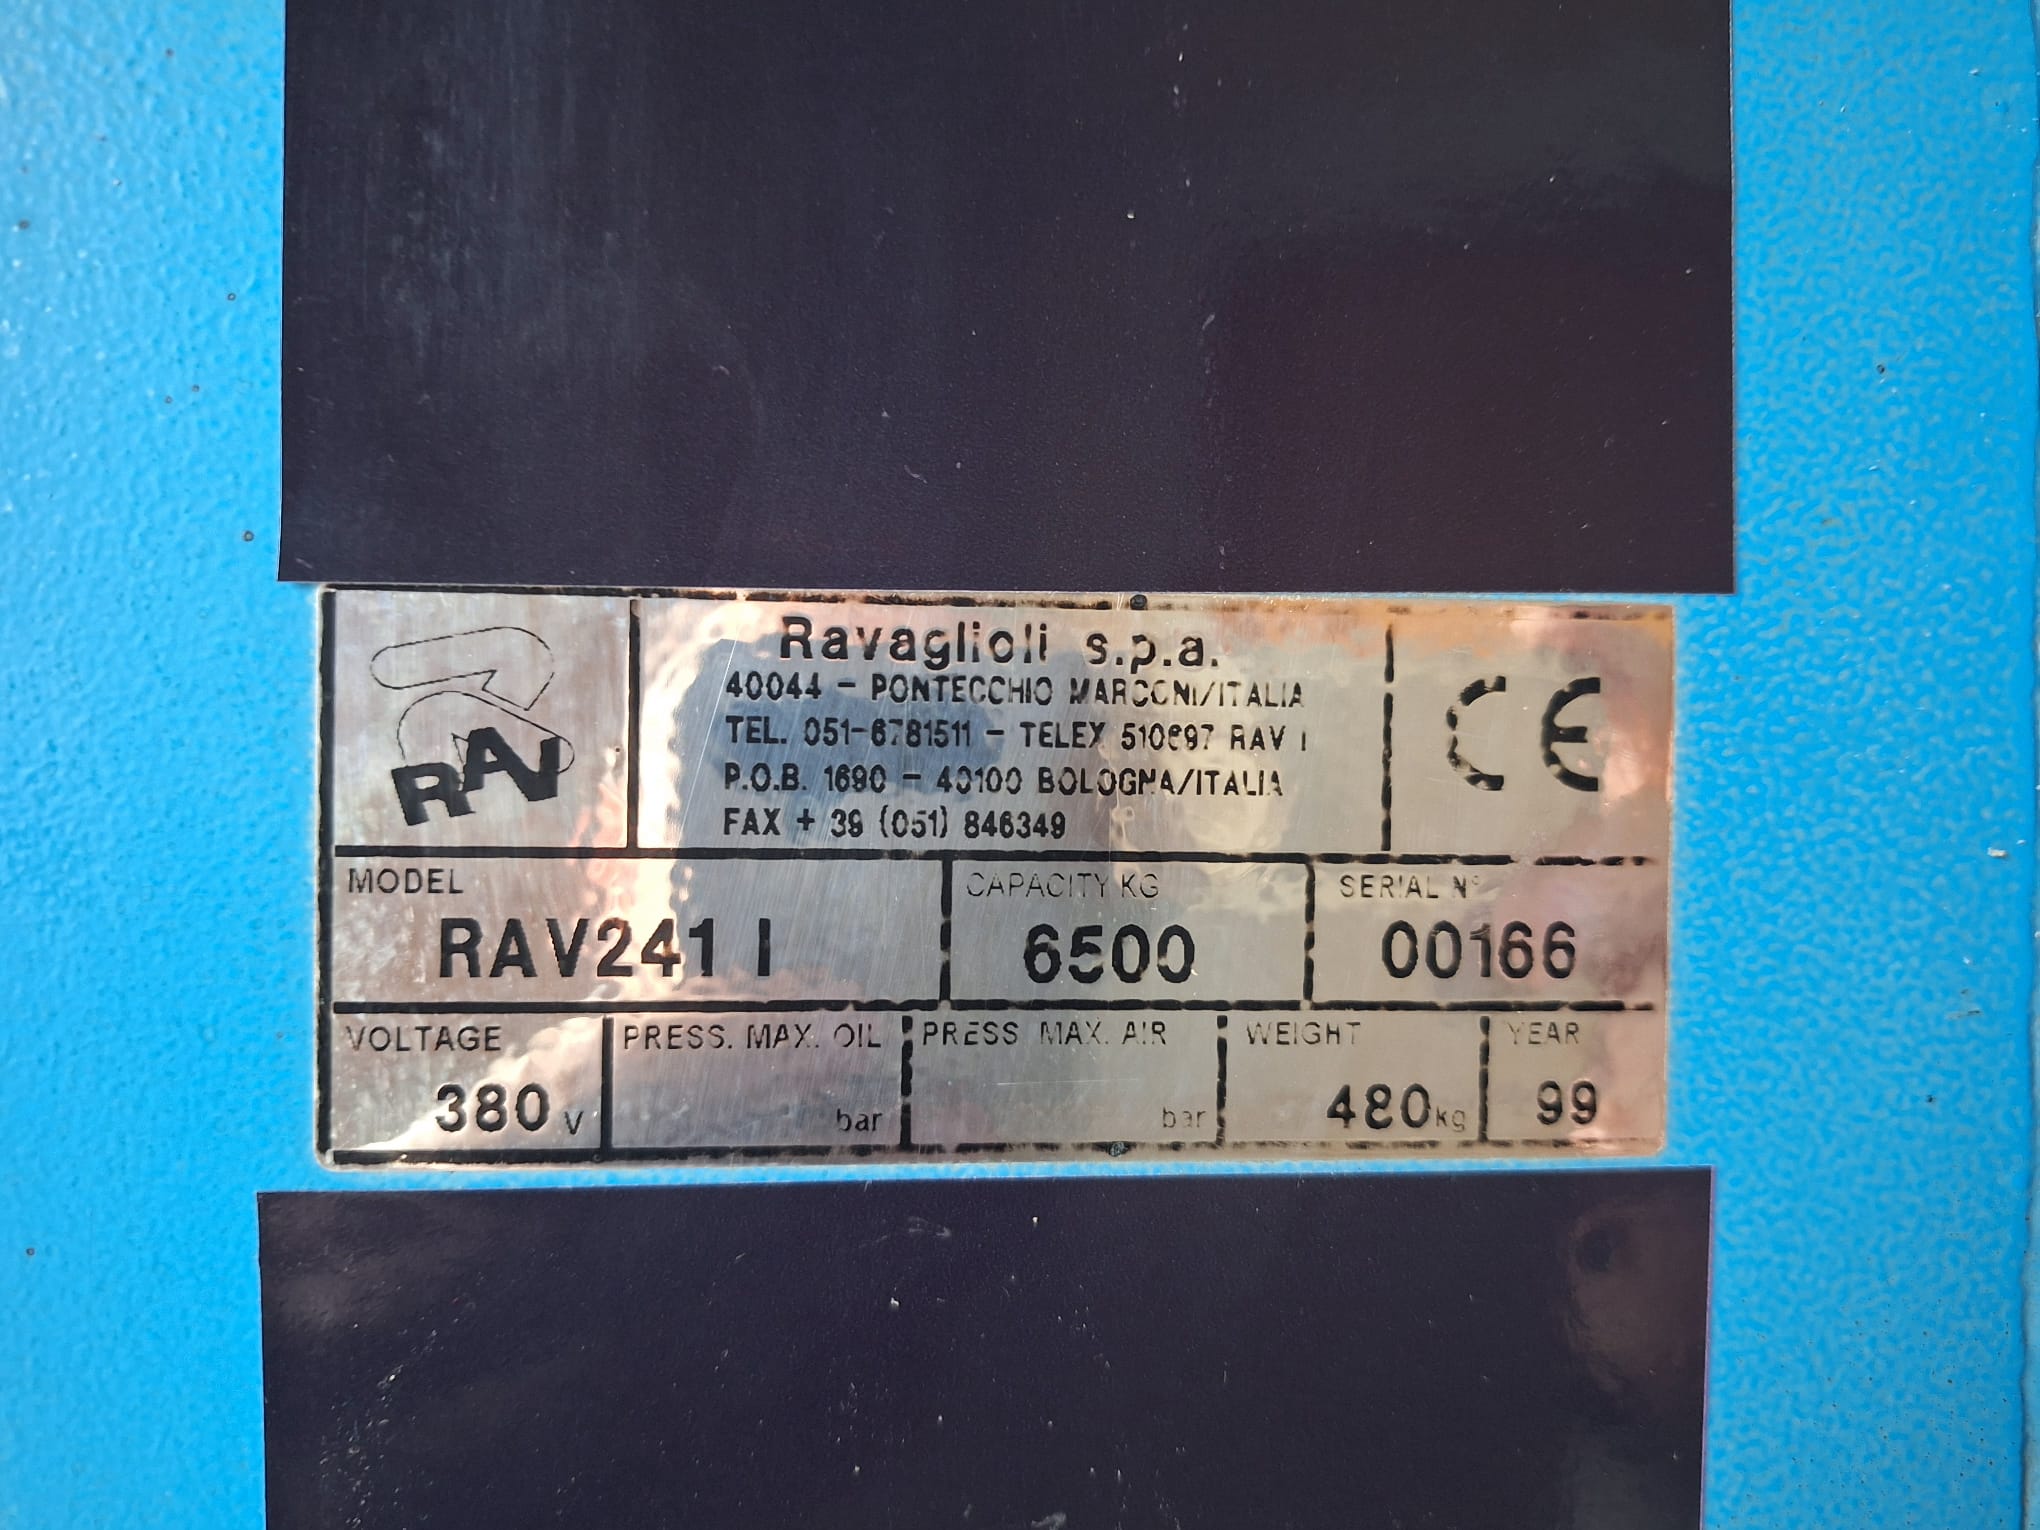 RAV
Ravaglioli s.p.a.
40044 - PONTECCHIO MARCONI/ITALIA
TEL. 051-6781511 - TELEX 510697 RAV I
P.O.B. 1690 - 40100 BOLOGNA/ITALIA
FAX + 39 (051) 846349
CE
MODEL
RAV241 I
CAPACITY KG
6500
SERIAL N°
00166
VOLTAGE
380 V
PRESS. MAX. OIL
bar
PRESS MAX. AIR
bar
WEIGHT
480 kg
YEAR
99